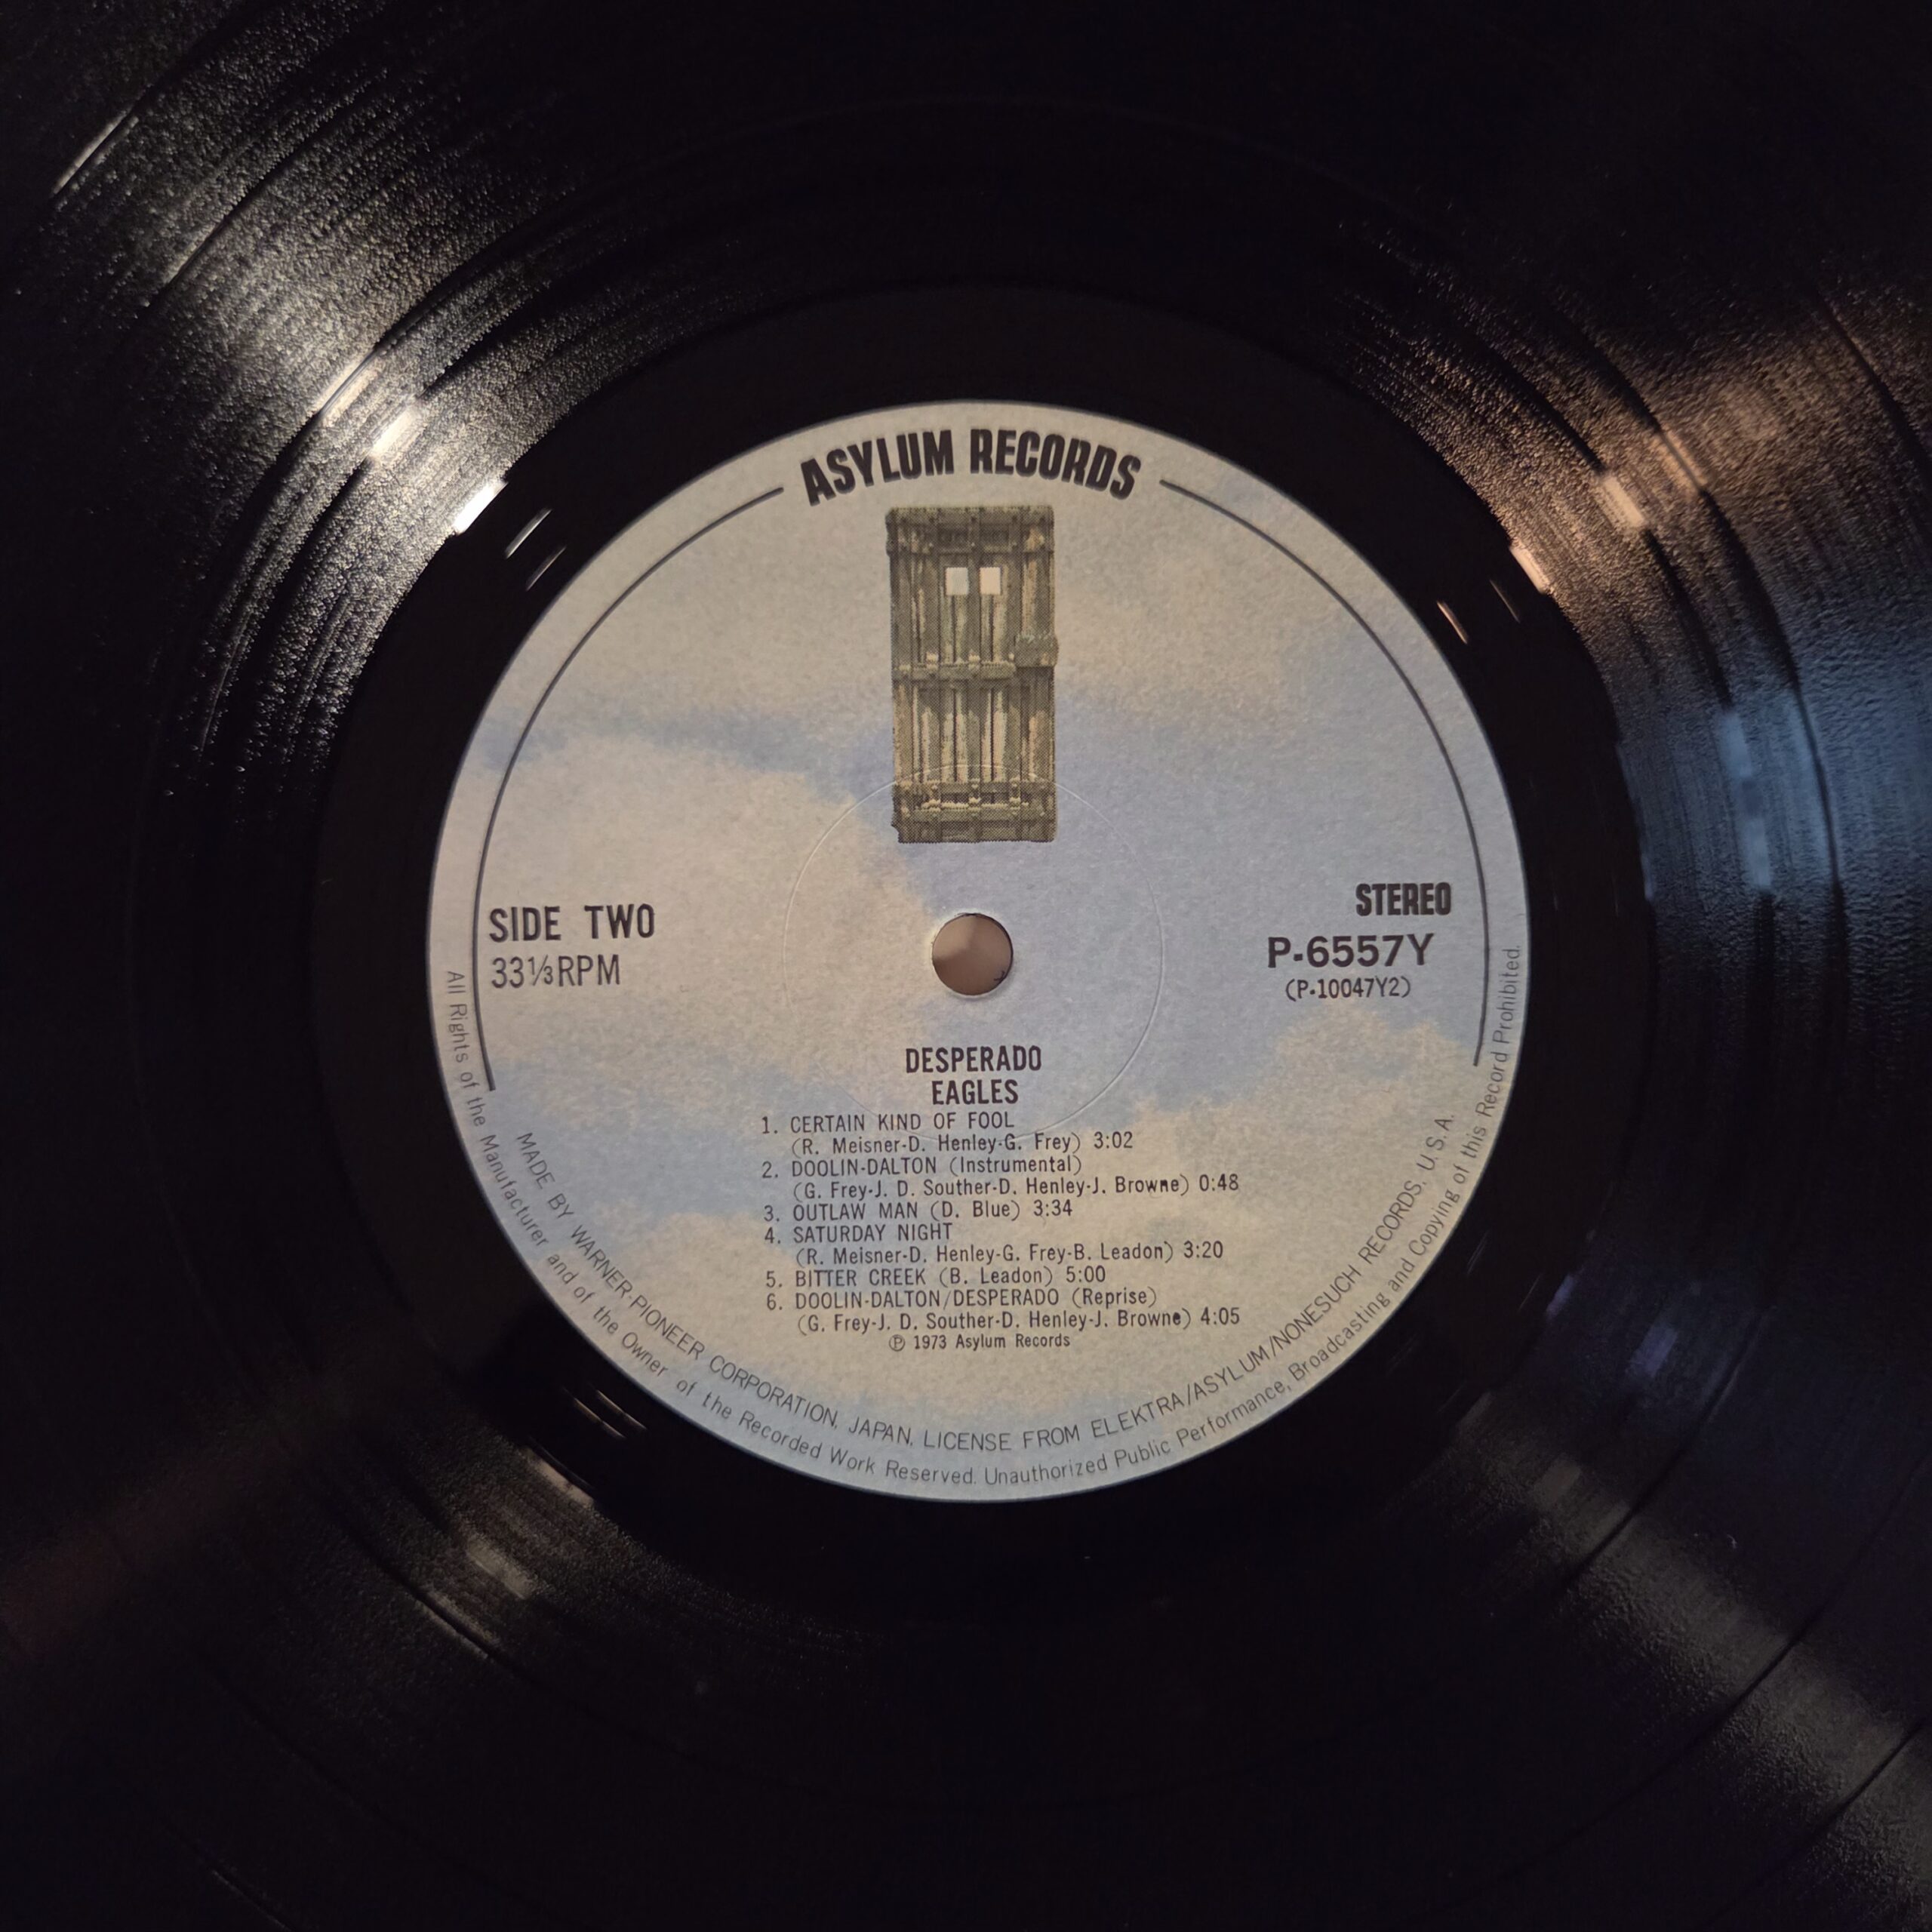 ASYLUM RECORDS
SIDE TWO
33⅓RPM
STEREO
P-6557Y
(P-10047Y2)
DESPERADO
EAGLES
1. CERTAIN KIND OF FOOL
(R. Meisner-D. Henley-G. Frey) 3:02
2. DOOLIN-DALTON (Instrumental)
(G. Frey-J. D. Souther-D. Henley-J. Browne) 0:48
3. OUTLAW MAN (D. Blue) 3:34
4. SATURDAY NIGHT
(R. Meisner-D. Henley-G. Frey-B. Leadon) 3:20
5. BITTER CREEK (B. Leadon) 5:00
6. DOOLIN-DALTON/DESPERADO (Reprise)
(G. Frey-J. D. Souther-D. Henley-J. Browne) 4:05
℗ 1973 Asylum Records
MADE BY WARNER-PIONEER CORPORATION, JAPAN, LICENSE FROM ELEKTRA/ASYLUM/NONESUCH RECORDS, U.S.A.
All Rights of the Manufacturer and of the Owner of the Recorded Work Reserved. Unauthorized Public Performance, Broadcasting and Copying of this Record Prohibited.